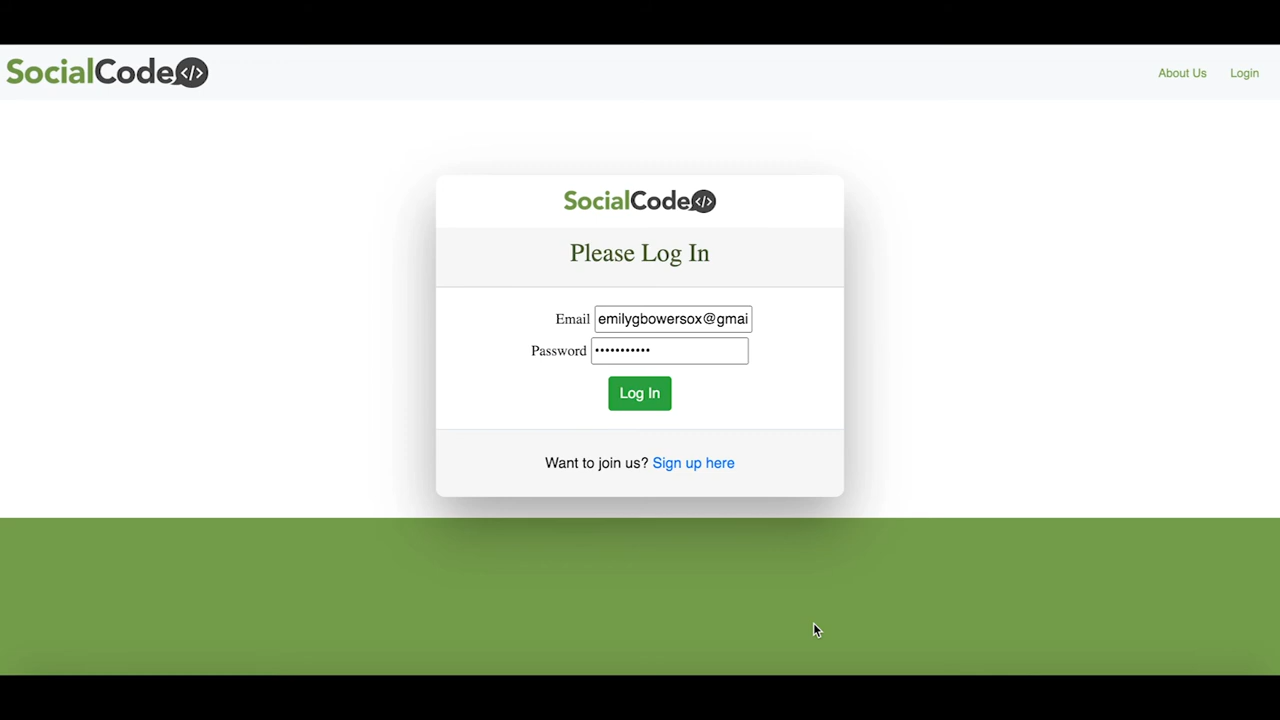 SocialCode</>
About Us Login
SocialCode</>
Please Log In
Email emilygbowersox@gmai
Password •••••••••••
Log In
Want to join us? Sign up here